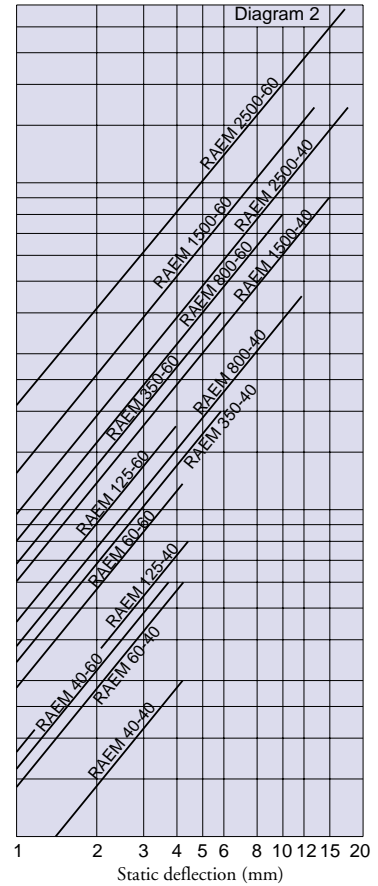 Diagram 2
RAEM 2500-60
RAEM 1500-60
RAEM 2500-40
RAEM 800-60
RAEM 1500-40
RAEM 350-60
RAEM 800-40
RAEM 350-40
RAEM 125-60
RAEM 60-60
RAEM 125-40
RAEM 40-60
RAEM 60-40
RAEM 40-40
1 2 3 4 5 6 8 10 12 15 20
Static deflection (mm)